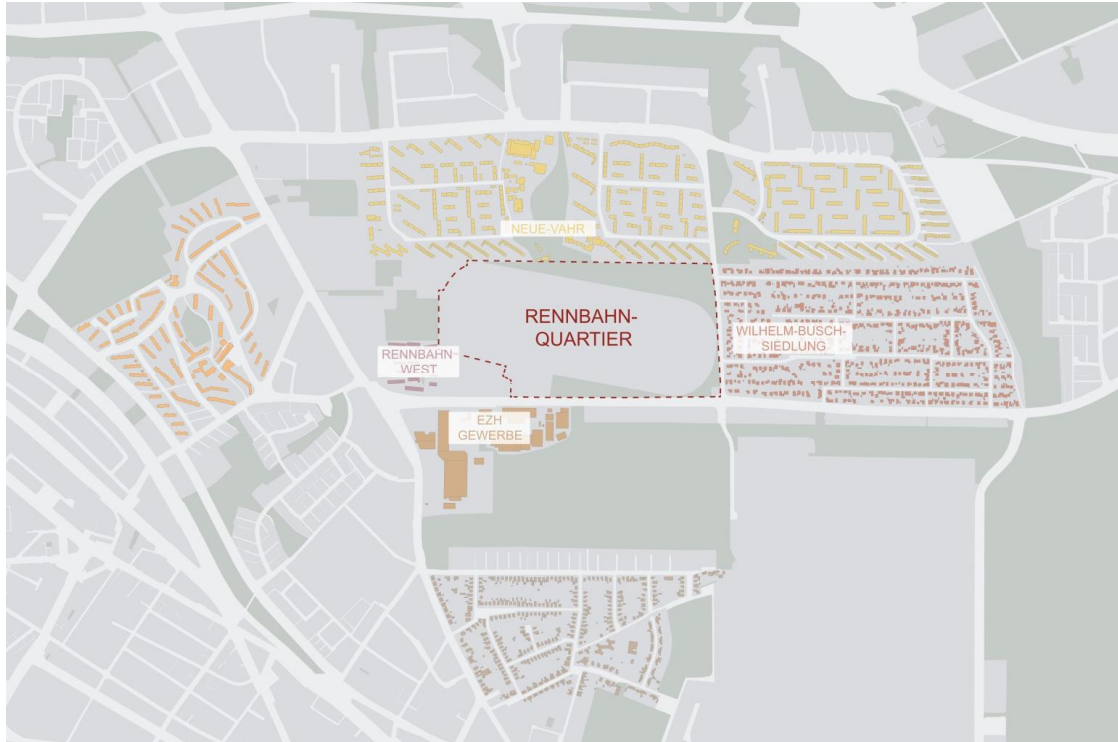 NEUE-VAHR
RENNBAHN-
QUARTIER
WILHELM-BUSCH-
SIEDLUNG
RENNBAHN
WEST
EZH
GEWERBE